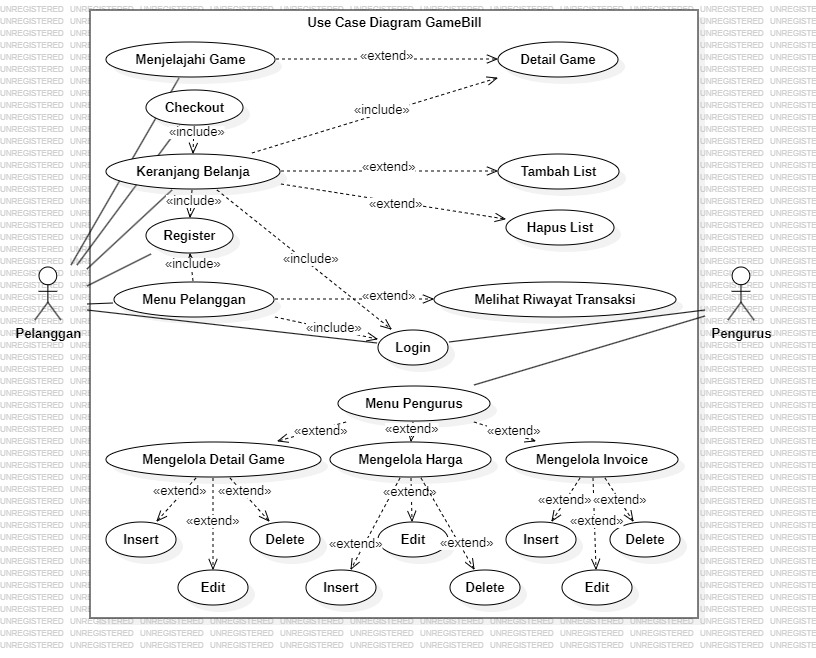 Use Case Diagram GameBill
Menjelajahi Game
«extend»
Detail Game
Checkout
«include»
«include»
Keranjang Belanja
«extend»
Tambah List
«include»
«extend»
Hapus List
Register
«include»
«include»
Menu Pelanggan
«extend»
Melihat Riwayat Transaksi
Pelanggan
«include»
Login
Pengurus
Menu Pengurus
«extend»
«extend»
«extend»
Mengelola Detail Game
Mengelola Harga
Mengelola Invoice
«extend»
«extend»
«extend»
«extend»
«extend»
«extend»
«extend»
«extend»
«extend»
Insert
Delete
Edit
Insert
Delete
Edit
Insert
Delete
Edit
UNREGISTERED